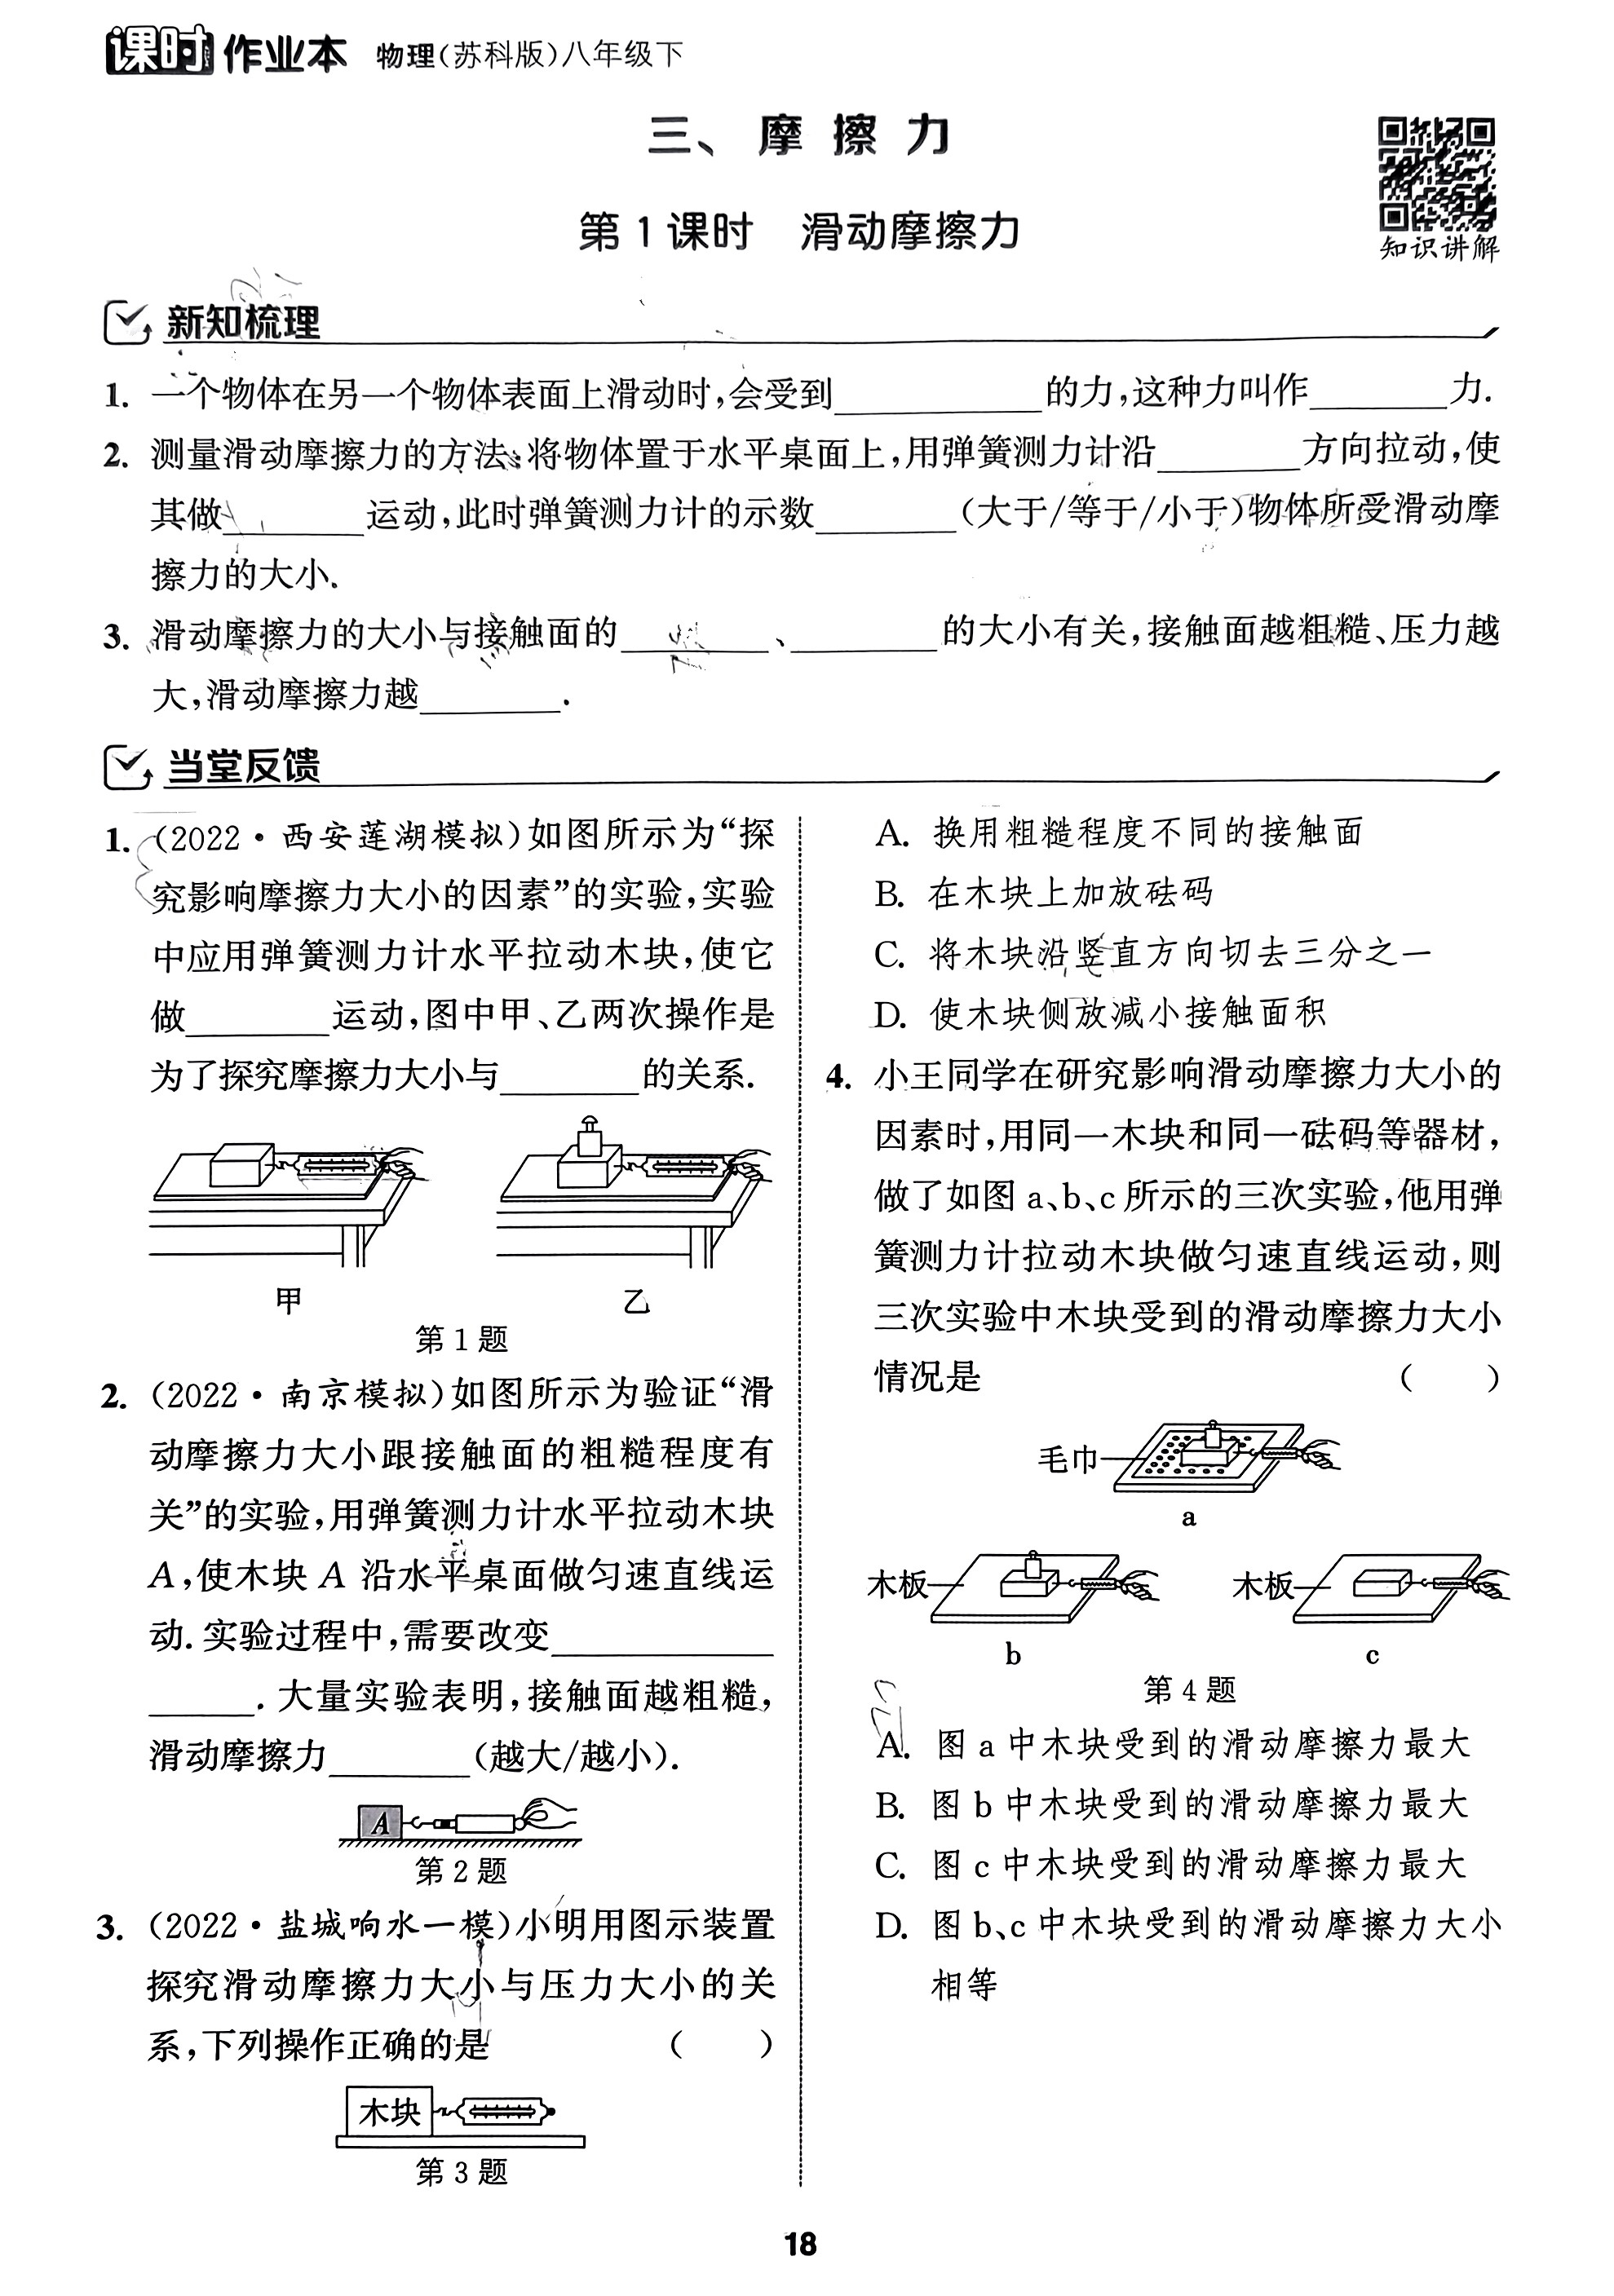 课时作业本 物理(苏科版)八年级下
三、摩擦力
第1课时 滑动摩擦力
知识讲解
新知梳理
1. 一个物体在另一个物体表面上滑动时,会受到____________的力,这种力叫作________力.
2. 测量滑动摩擦力的方法:将物体置于水平桌面上,用弹簧测力计沿________方向拉动,使
其做________运动,此时弹簧测力计的示数________(大于/等于/小于)物体所受滑动摩
擦力的大小.
3. 滑动摩擦力的大小与接触面的________、________的大小有关,接触面越粗糙、压力越
大,滑动摩擦力越________.
当堂反馈
1. (2022·西安莲湖模拟)如图所示为“探
究影响摩擦力大小的因素”的实验,实验
中应用弹簧测力计水平拉动木块,使它
做________运动,图中甲、乙两次操作是
为了探究摩擦力大小与________的关系.
甲 乙
第1题
2. (2022·南京模拟)如图所示为验证“滑
动摩擦力大小跟接触面的粗糙程度有
关”的实验,用弹簧测力计水平拉动木块
A,使木块 A 沿水平桌面做匀速直线运
动.实验过程中,需要改变____________
______.大量实验表明,接触面越粗糙,
滑动摩擦力________(越大/越小).
A
第2题
3. (2022·盐城响水一模)小明用图示装置
探究滑动摩擦力大小与压力大小的关
系,下列操作正确的是 ( )
木块
第3题
A. 换用粗糙程度不同的接触面
B. 在木块上加放砝码
C. 将木块沿竖直方向切去三分之一
D. 使木块侧放减小接触面积
4. 小王同学在研究影响滑动摩擦力大小的
因素时,用同一木块和同一砝码等器材,
做了如图 a、b、c 所示的三次实验,他用弹
簧测力计拉动木块做匀速直线运动,则
三次实验中木块受到的滑动摩擦力大小
情况是 ( )
毛巾
a
木板 木板
b c
第4题
A. 图 a 中木块受到的滑动摩擦力最大
B. 图 b 中木块受到的滑动摩擦力最大
C. 图 c 中木块受到的滑动摩擦力最大
D. 图 b、c 中木块受到的滑动摩擦力大小
相等
18